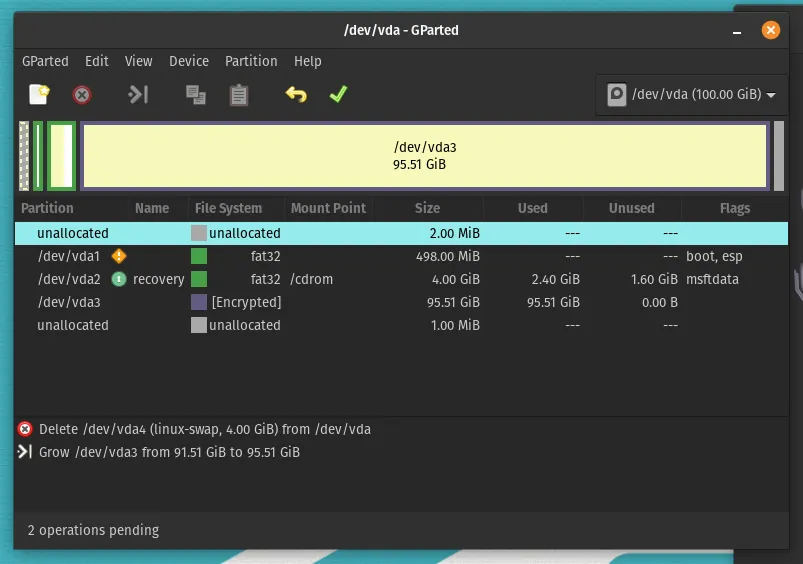 /dev/vda - GParted
GParted Edit View Device Partition Help
/dev/vda (100.00 GiB)
/dev/vda3
95.51 GiB
Partition Name File System Mount Point Size Used Unused Flags
unallocated unallocated 2.00 MiB --- ---
/dev/vda1 fat32 498.00 MiB --- --- boot, esp
/dev/vda2 recovery fat32 /cdrom 4.00 GiB 2.40 GiB 1.60 GiB msftdata
/dev/vda3 [Encrypted] 95.51 GiB 95.51 GiB 0.00 B
unallocated unallocated 1.00 MiB --- ---
Delete /dev/vda4 (linux-swap, 4.00 GiB) from /dev/vda
Grow /dev/vda3 from 91.51 GiB to 95.51 GiB
2 operations pending